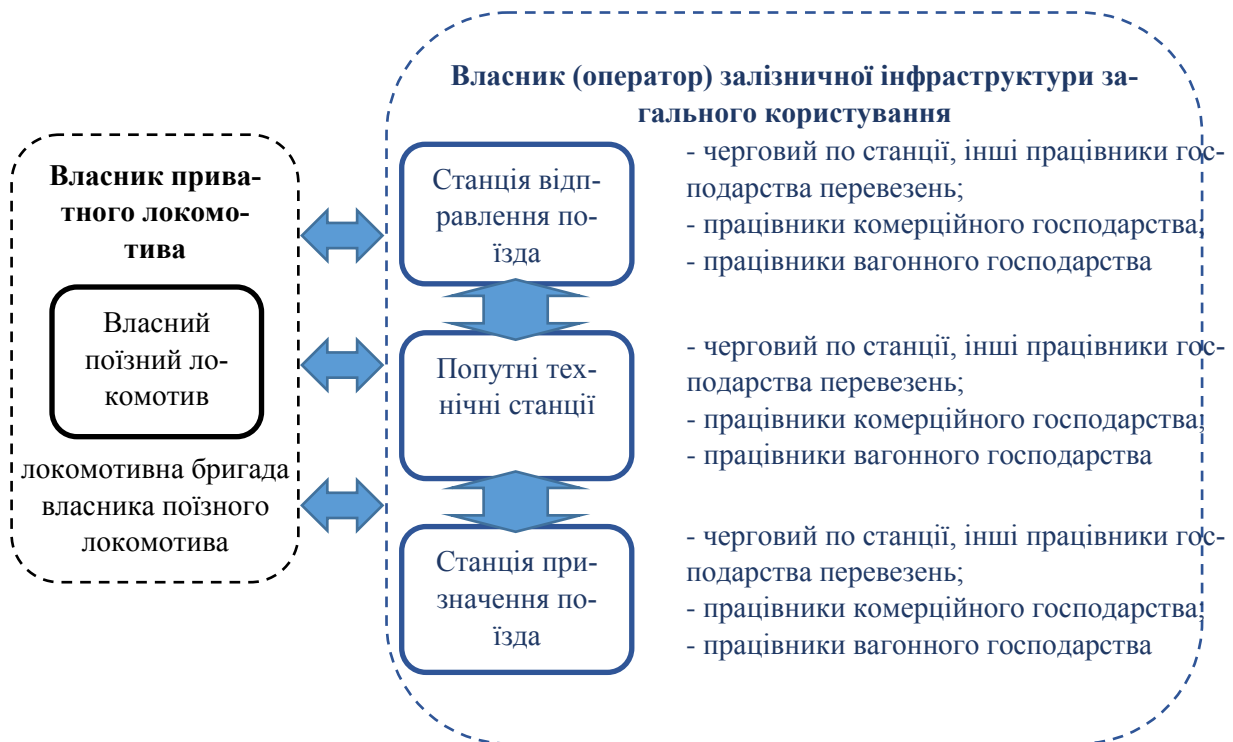 Власник (оператор) залізничної інфраструктури за-
гального користування
Власник прива-
тного локомо-
тива
Власний
поїзний ло-
комотив
локомотивна бригада
власника поїзного
локомотива
Станція відп-
равлення по-
їзда
- черговий по станції, інші працівники гос-
подарства перевезень;
- працівники комерційного господарства;
- працівники вагонного господарства
Попутні тех-
нічні станції
- черговий по станції, інші працівники гос-
подарства перевезень;
- працівники комерційного господарства;
- працівники вагонного господарства
Станція при-
значення по-
їзда
- черговий по станції, інші працівники гос-
подарства перевезень;
- працівники комерційного господарства;
- працівники вагонного господарства